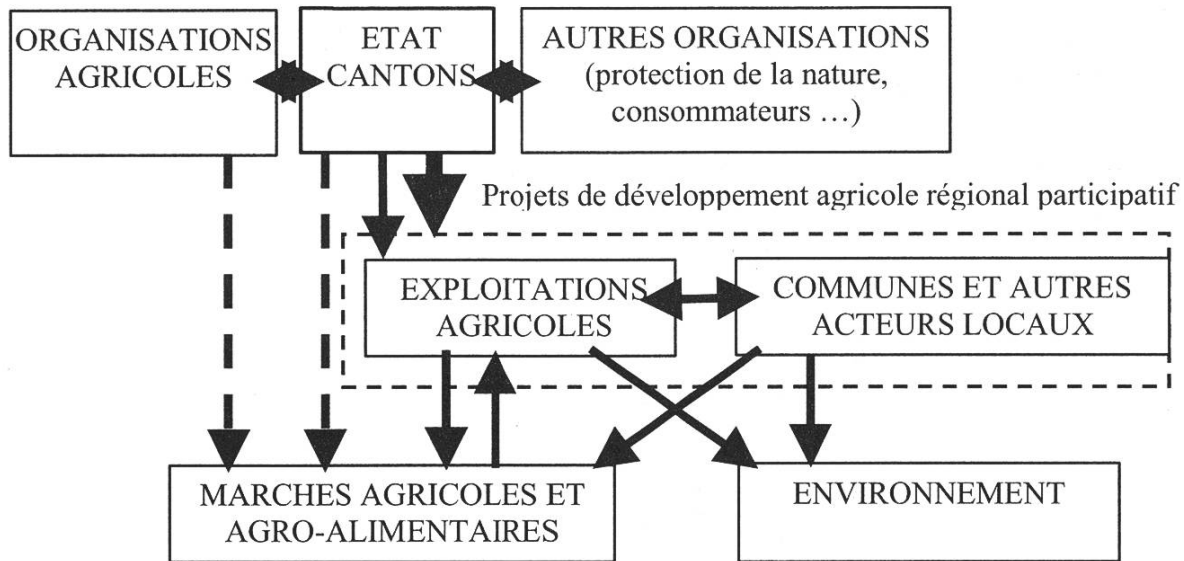 ORGANISATIONS
AGRICOLES
ETAT
CANTONS
AUTRES ORGANISATIONS
(protection de la nature,
consommateurs …)
Projets de développement agricole régional participatif
EXPLOITATIONS
AGRICOLES
COMMUNES ET AUTRES
ACTEURS LOCAUX
MARCHES AGRICOLES ET
AGRO-ALIMENTAIRES
ENVIRONNEMENT